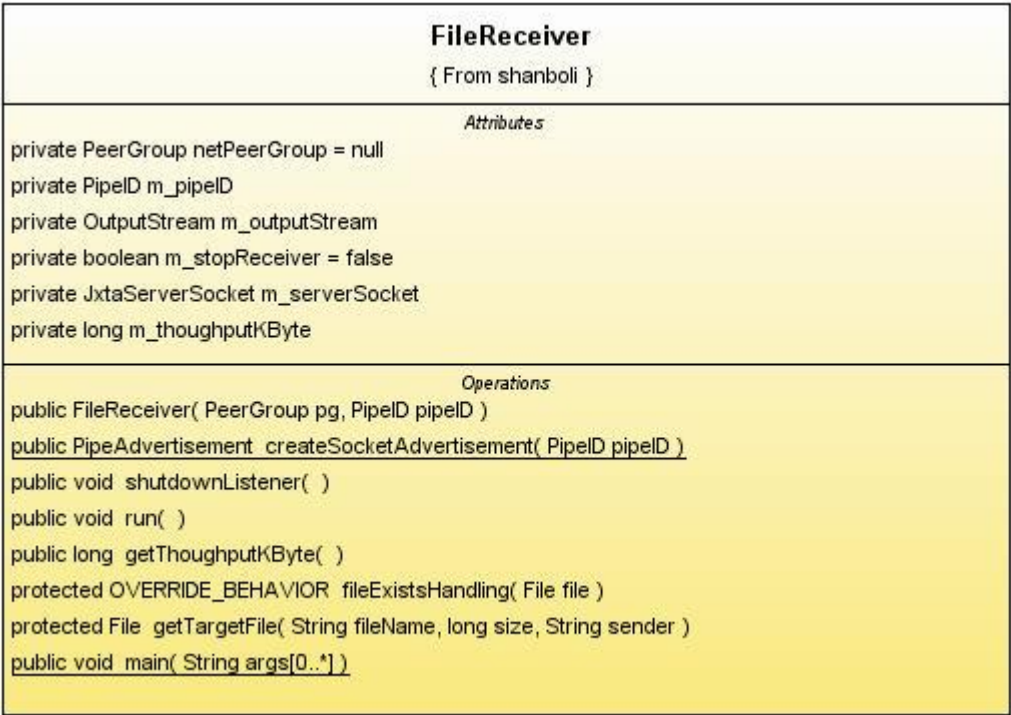 FileReceiver
{ From shanboli }
Attributes
private PeerGroup netPeerGroup = null
private PipeID m_pipeID
private OutputStream m_outputStream
private boolean m_stopReceiver = false
private JxtaServerSocket m_serverSocket
private long m_thoughputKByte
Operations
public FileReceiver( PeerGroup pg, PipeID pipeID )
public PipeAdvertisement createSocketAdvertisement( PipeID pipeID )
public void shutdownListener( )
public void run( )
public long getThoughputKByte( )
protected OVERRIDE_BEHAVIOR fileExistsHandling( File file )
protected File getTargetFile( String fileName, long size, String sender )
public void main( String args[0..*] )